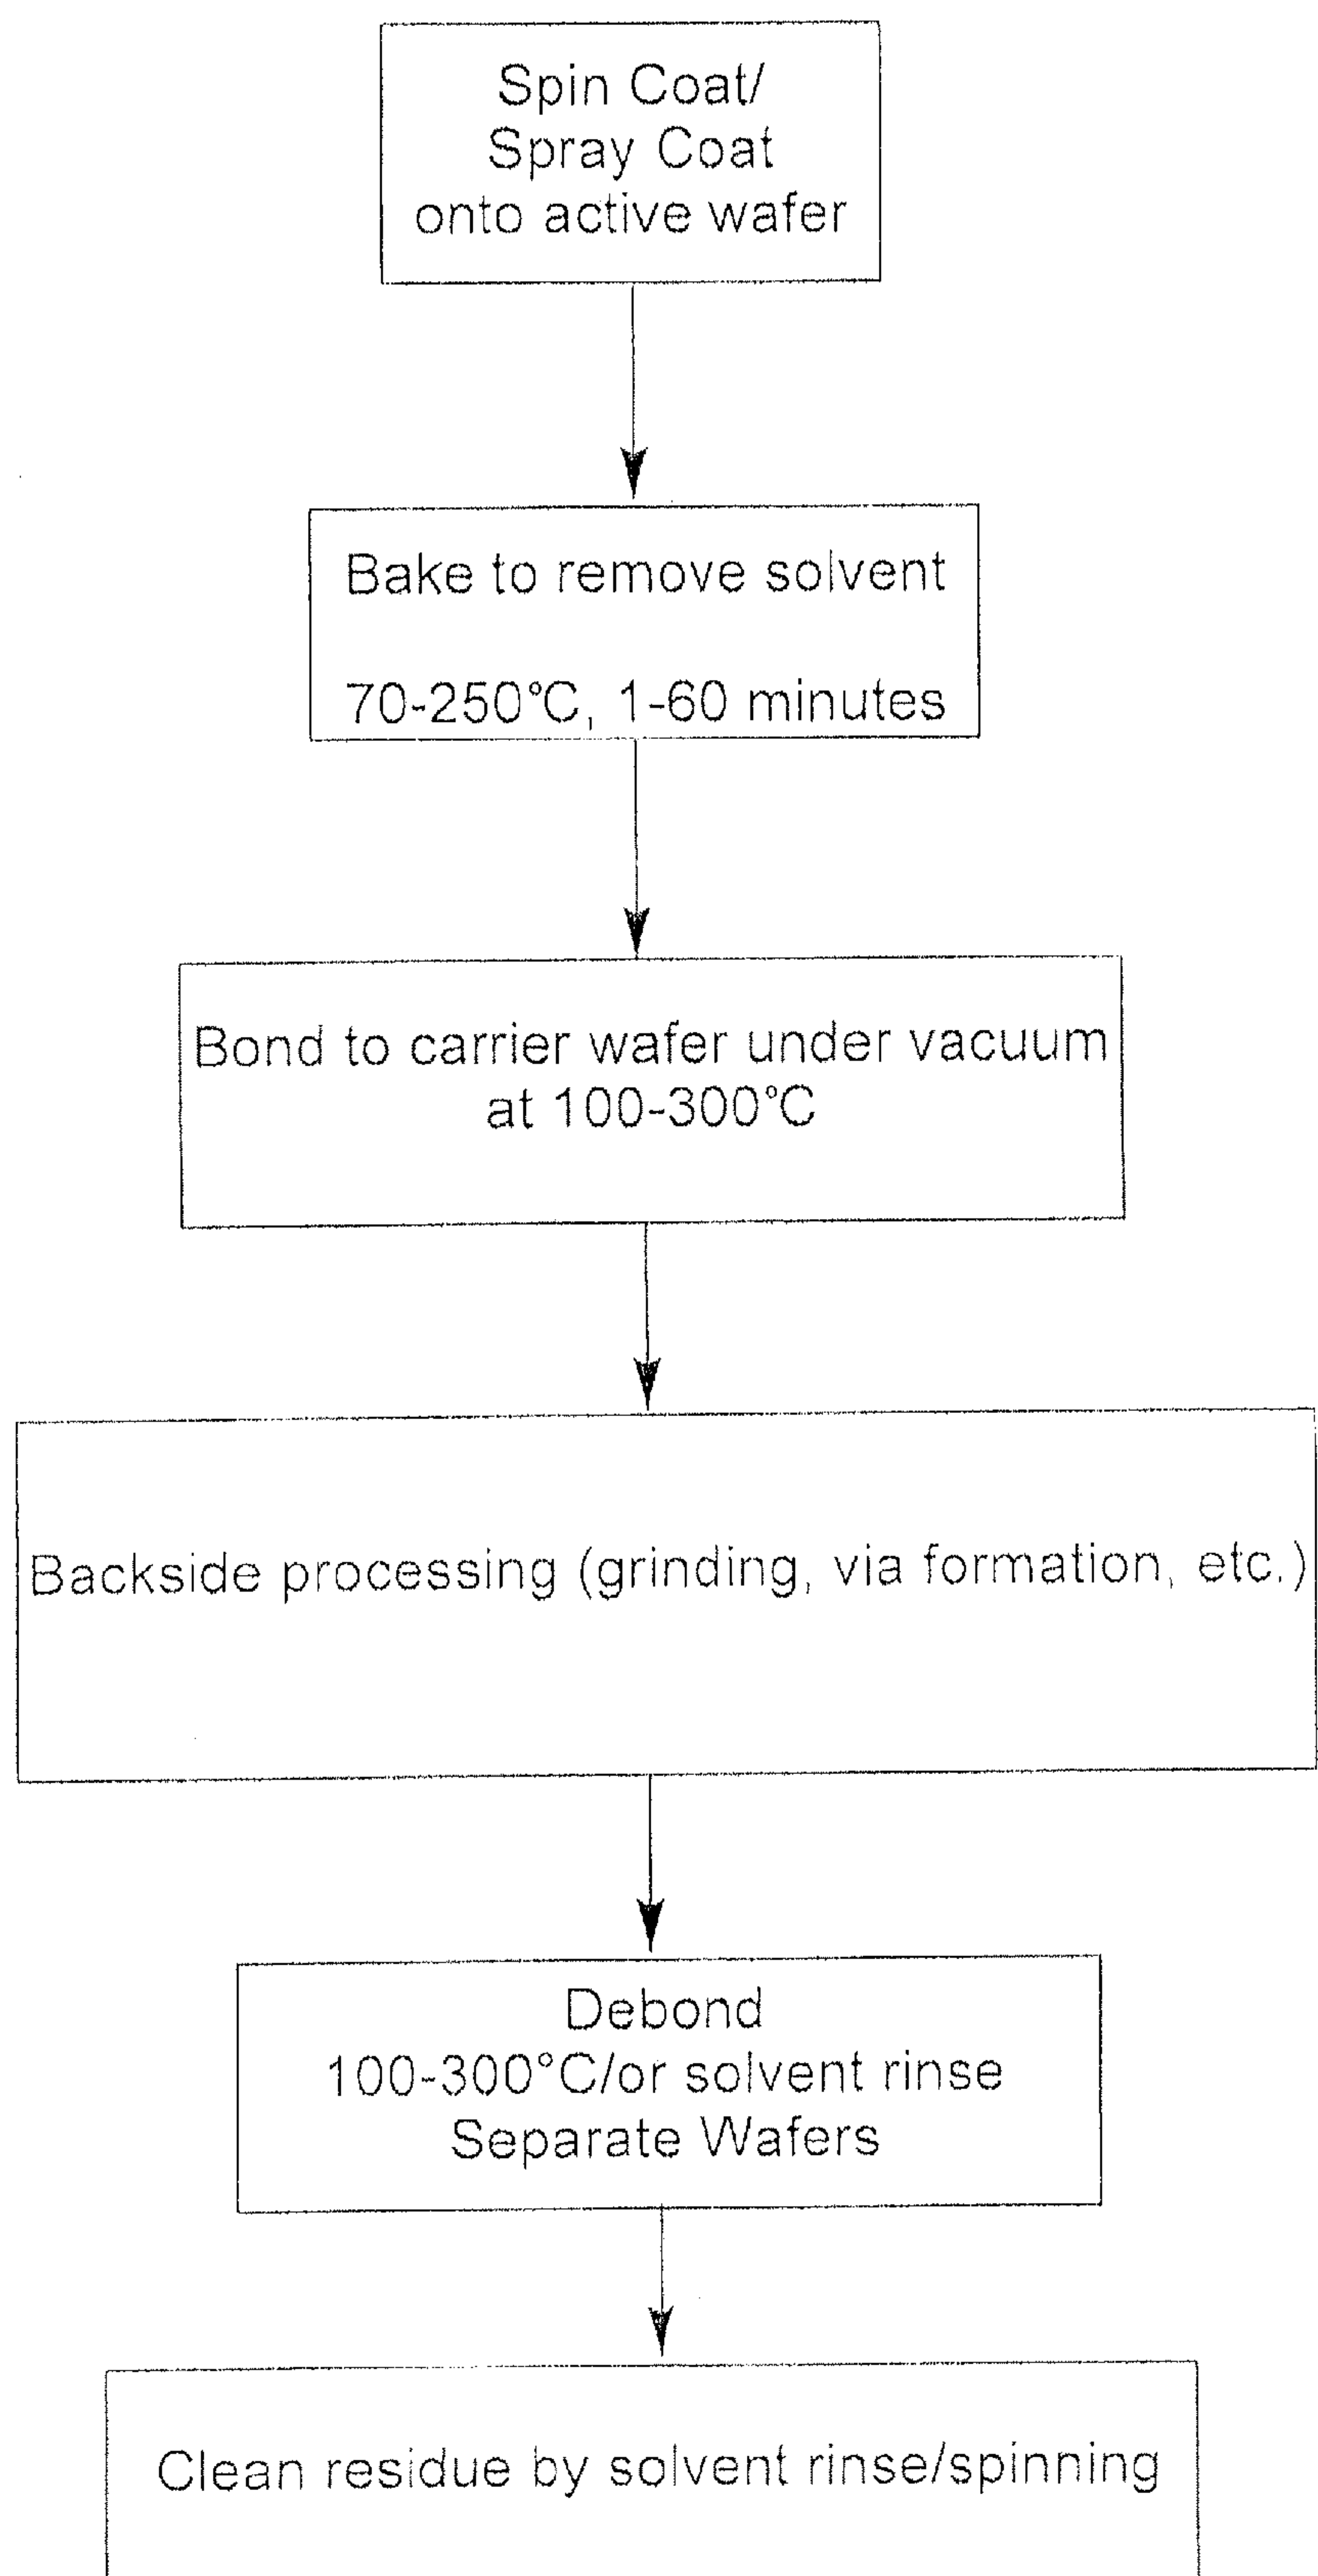 Spin Coat/
Spray Coat
onto active wafer
Bake to remove solvent
70-250°C, 1-60 minutes
Bond to carrier wafer under vacuum
at 100-300°C
Backside processing (grinding, via formation, etc.)
Debond
100-300°C/or solvent rinse
Separate Wafers
Clean residue by solvent rinse/spinning